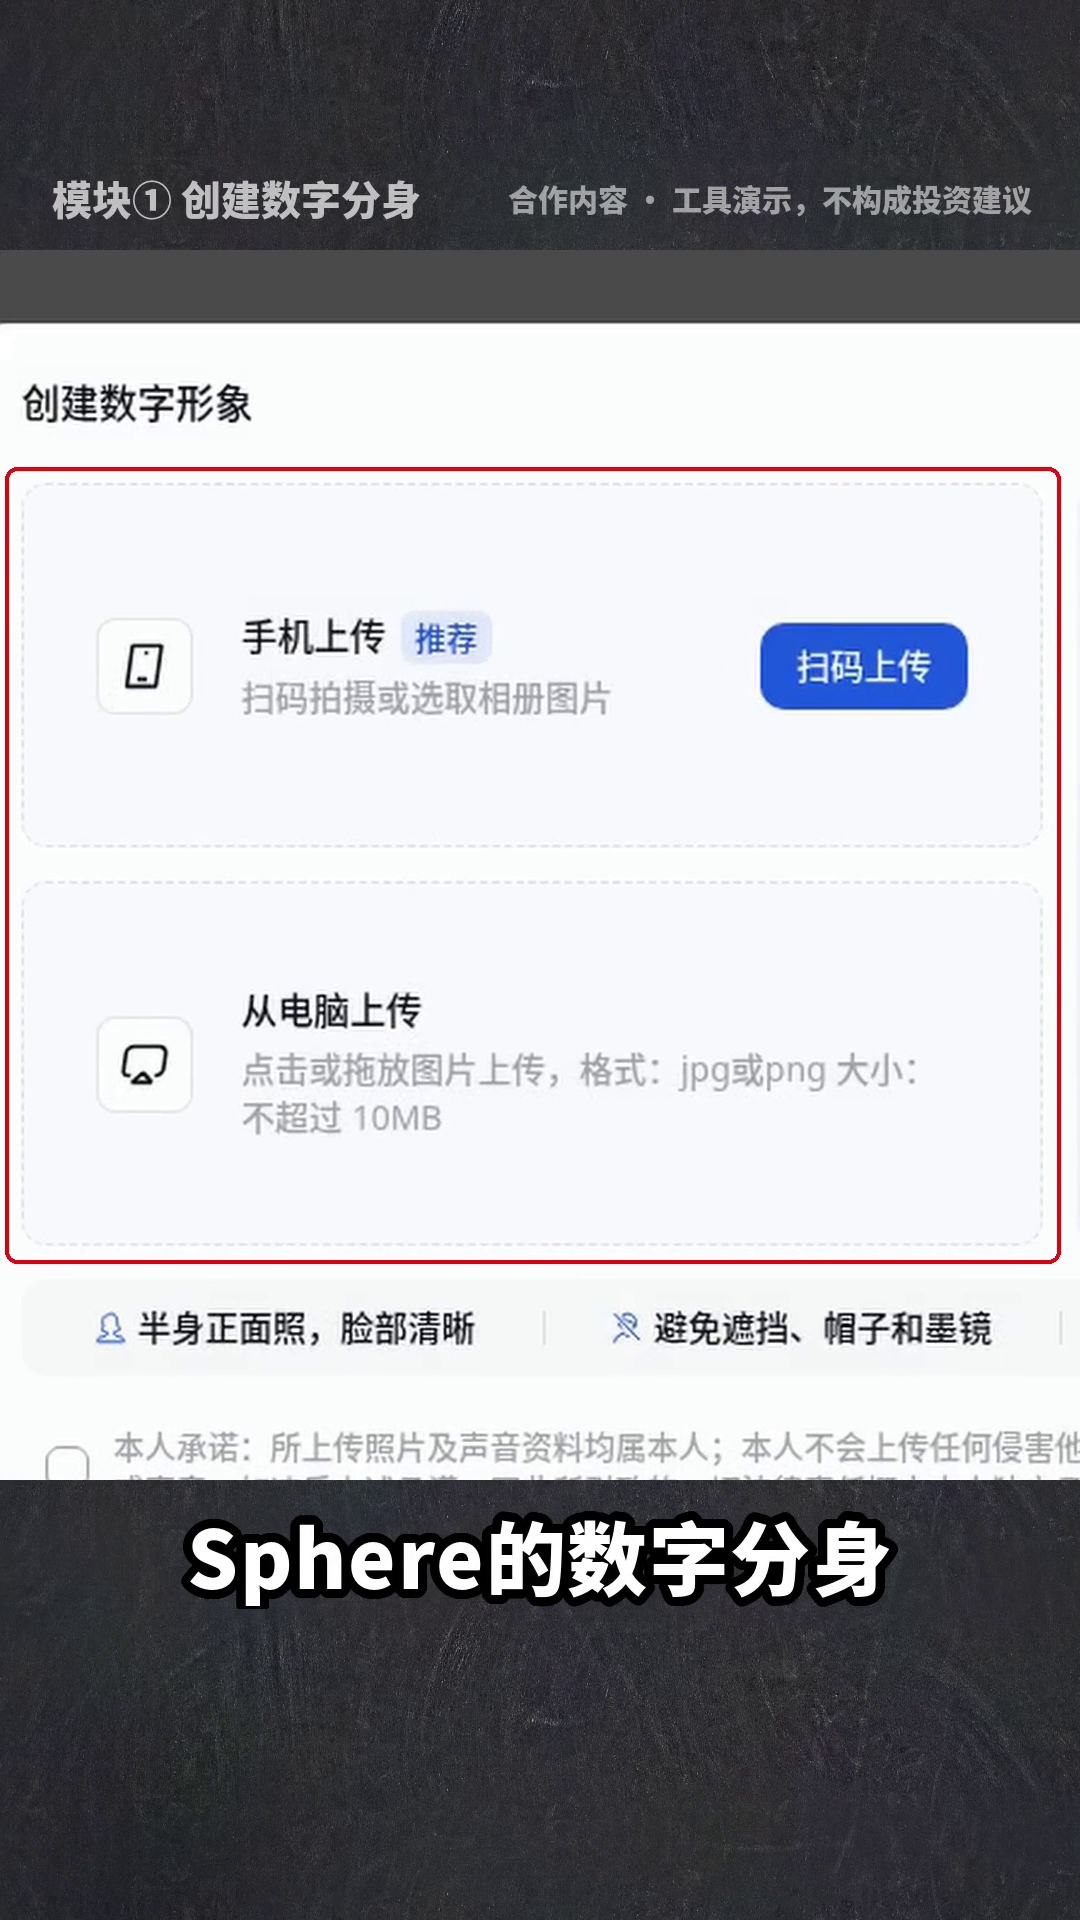 模块① 创建数字分身
合作内容 · 工具演示，不构成投资建议
创建数字形象
手机上传 推荐
扫码拍摄或选取相册图片
扫码上传
从电脑上传
点击或拖放图片上传，格式：jpg或png 大小：
不超过 10MB
半身正面照，脸部清晰
避免遮挡、帽子和墨镜
本人承诺：所上传照片及声音资料均属本人；本人不会上传任何侵害他
Sphere的数字分身